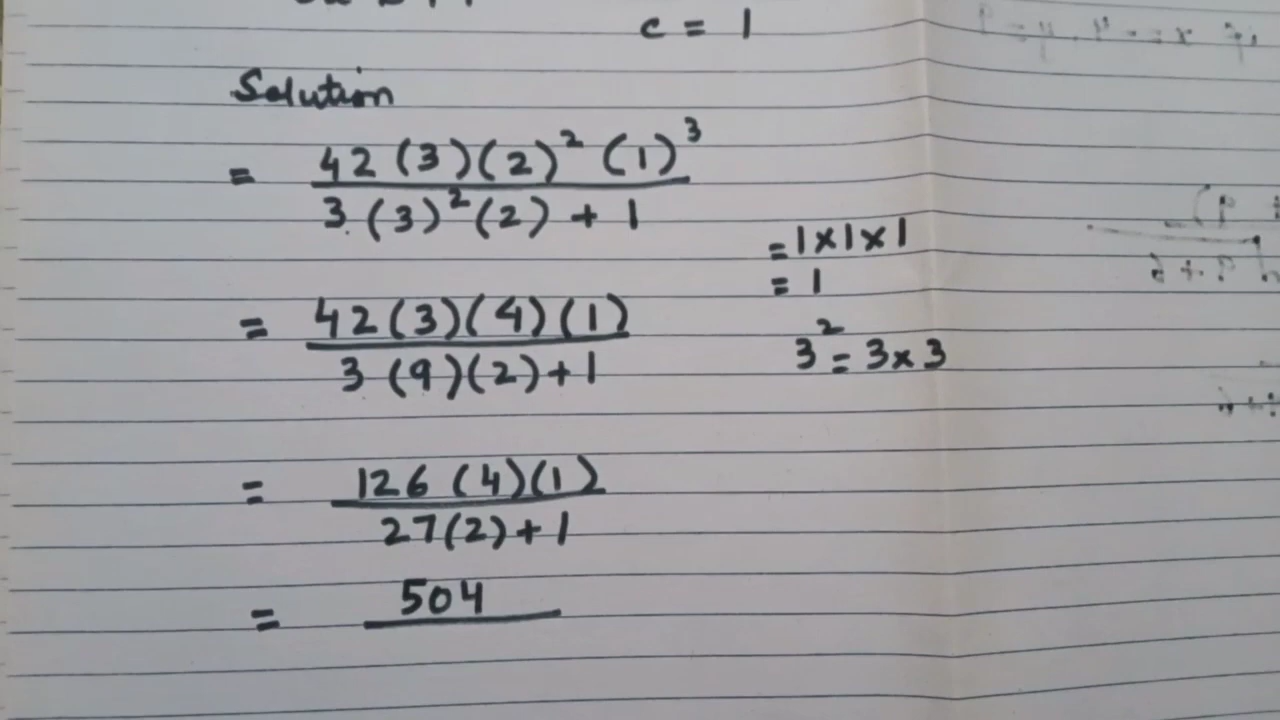 c = 1
Solution
= 42 (3)(2)² (1)³
3 (3)² (2) + 1
= 1 x 1 x 1
= 1
= 42 (3)(4)(1)
3 (9)(2) + 1
3² = 3 x 3
= 126 (4)(1)
27(2) + 1
= 504